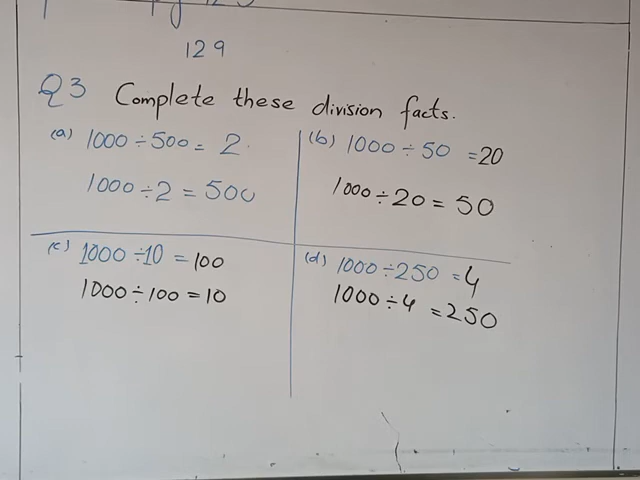 129
Q3 Complete these division facts.
(a) 1000 ÷ 500 = 2
1000 ÷ 2 = 500
(b) 1000 ÷ 50 = 20
1000 ÷ 20 = 50
(c) 1000 ÷ 10 = 100
1000 ÷ 100 = 10
(d) 1000 ÷ 250 = 4
1000 ÷ 4 = 250